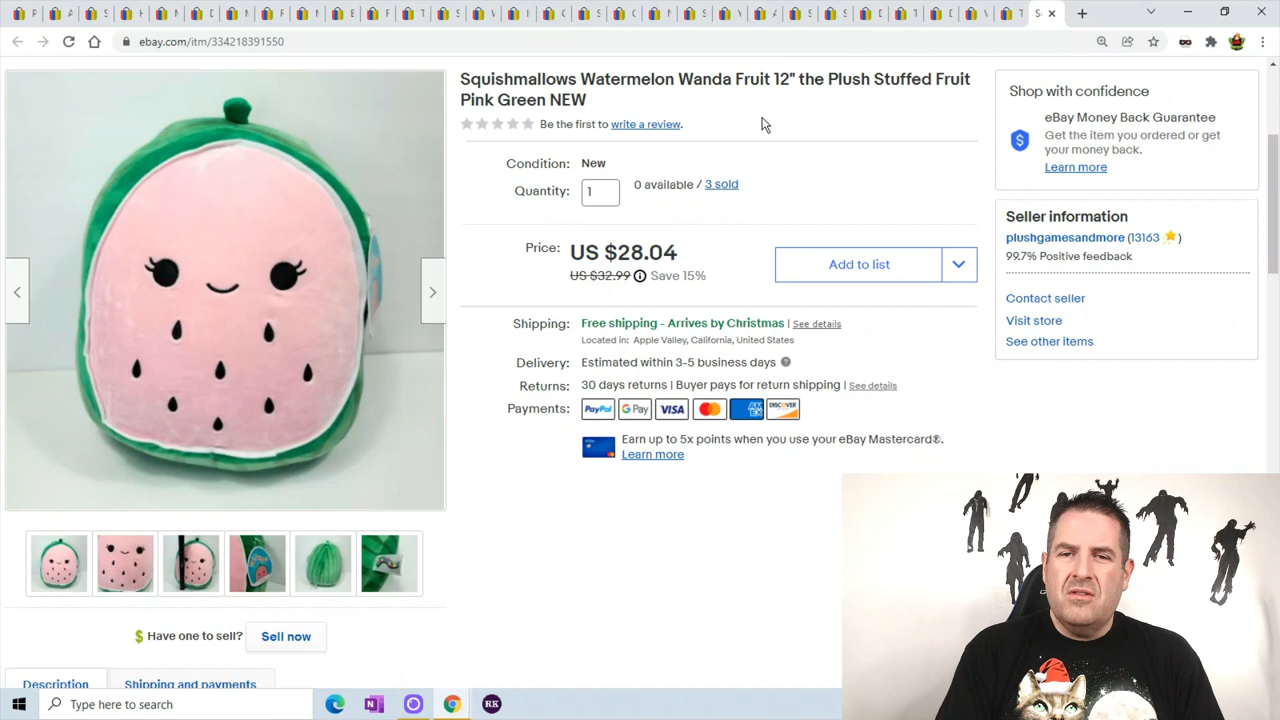 ebay.com/itm/334218391550
Squishmallows Watermelon Wanda Fruit 12" the Plush Stuffed Fruit
Pink Green NEW
Be the first to write a review.
Condition: New
Quantity: 1 0 available / 3 sold
Price: US $28.04
US $32.99 Save 15%
Add to list
Shipping: Free shipping - Arrives by Christmas | See details
Located in: Apple Valley, California, United States
Delivery: Estimated within 3-5 business days
Returns: 30 days returns | Buyer pays for return shipping | See details
Payments: PayPal G Pay VISA AM EX DISCOVER
Earn up to 5x points when you use your eBay Mastercard®.
Learn more
Shop with confidence
eBay Money Back Guarantee
Get the item you ordered or get
your money back.
Learn more
Seller information
plushgamesandmore (13163 )
99.7% Positive feedback
Contact seller
Visit store
See other items
Have one to sell? Sell now
Description Shipping and payments
Type here to search
RK